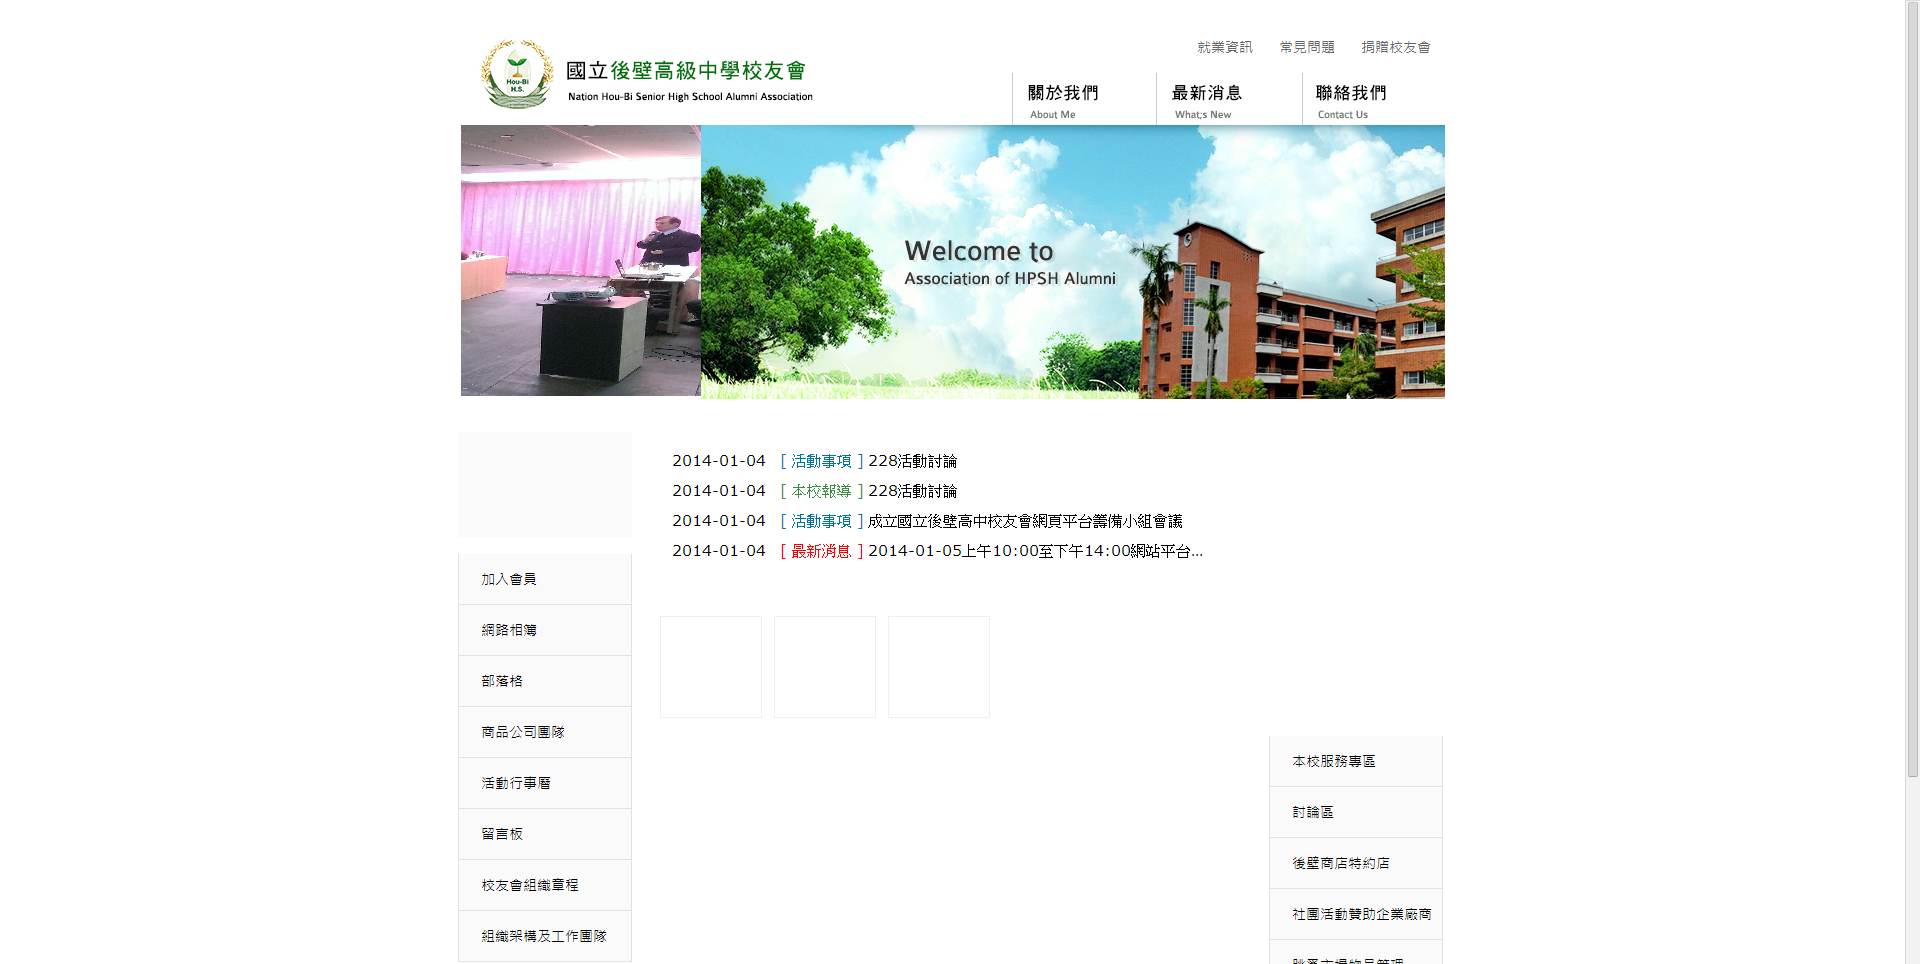 就業資訊 常見問題 捐贈校友會
Hou-Bi
H.S.
國立後壁高級中學校友會
Nation Hou-Bi Senior High School Alumni Association
關於我們 最新消息 聯絡我們
About Me What;s New Contact Us
Welcome to
Association of HPSH Alumni
2014-01-04 [ 活動事項 ] 228活動討論
2014-01-04 [ 本校報導 ] 228活動討論
2014-01-04 [ 活動事項 ] 成立國立後壁高中校友會網頁平台籌備小組會議
2014-01-04 [ 最新消息 ] 2014-01-05上午10:00至下午14:00網站平台...
加入會員
網路相簿
部落格
商品公司團隊
活動行事曆
留言板
校友會組織章程
組織架構及工作團隊
本校服務專區
討論區
後壁商店特約店
社團活動贊助企業廠商